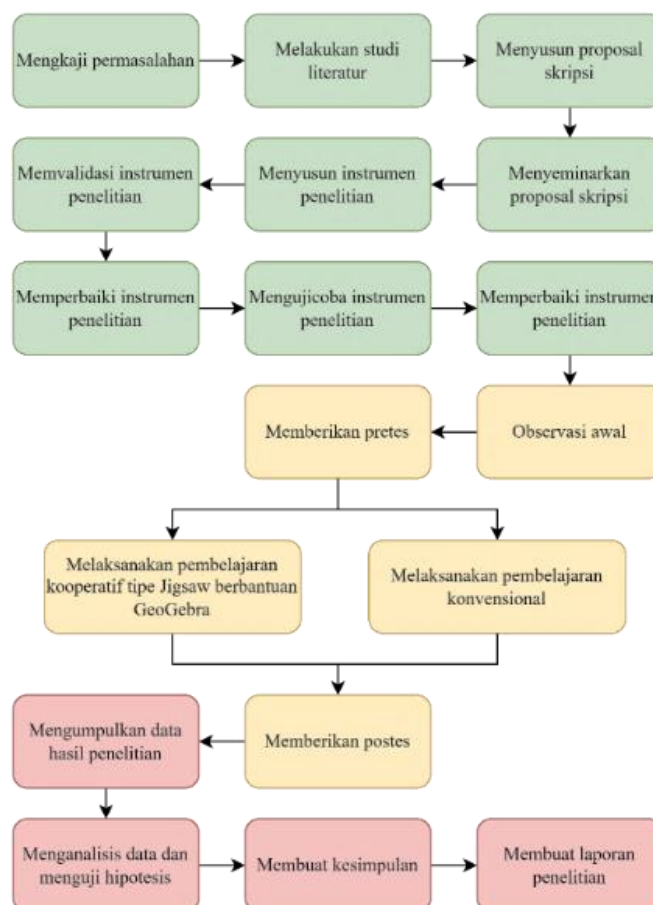 Mengkaji permasalahan
Melakukan studi
literatur
Menyusun proposal
skripsi
Menyeminarkan
proposal skripsi
Menyusun instrumen
penelitian
Memvalidasi instrumen
penelitian
Memperbaiki instrumen
penelitian
Mengujicoba instrumen
penelitian
Memperbaiki instrumen
penelitian
Observasi awal
Memberikan pretes
Melaksanakan pembelajaran
kooperatif tipe Jigsaw berbantuan
GeoGebra
Melaksanakan pembelajaran
konvensional
Memberikan postes
Mengumpulkan data
hasil penelitian
Menganalisis data dan
menguji hipotesis
Membuat kesimpulan
Membuat laporan
penelitian